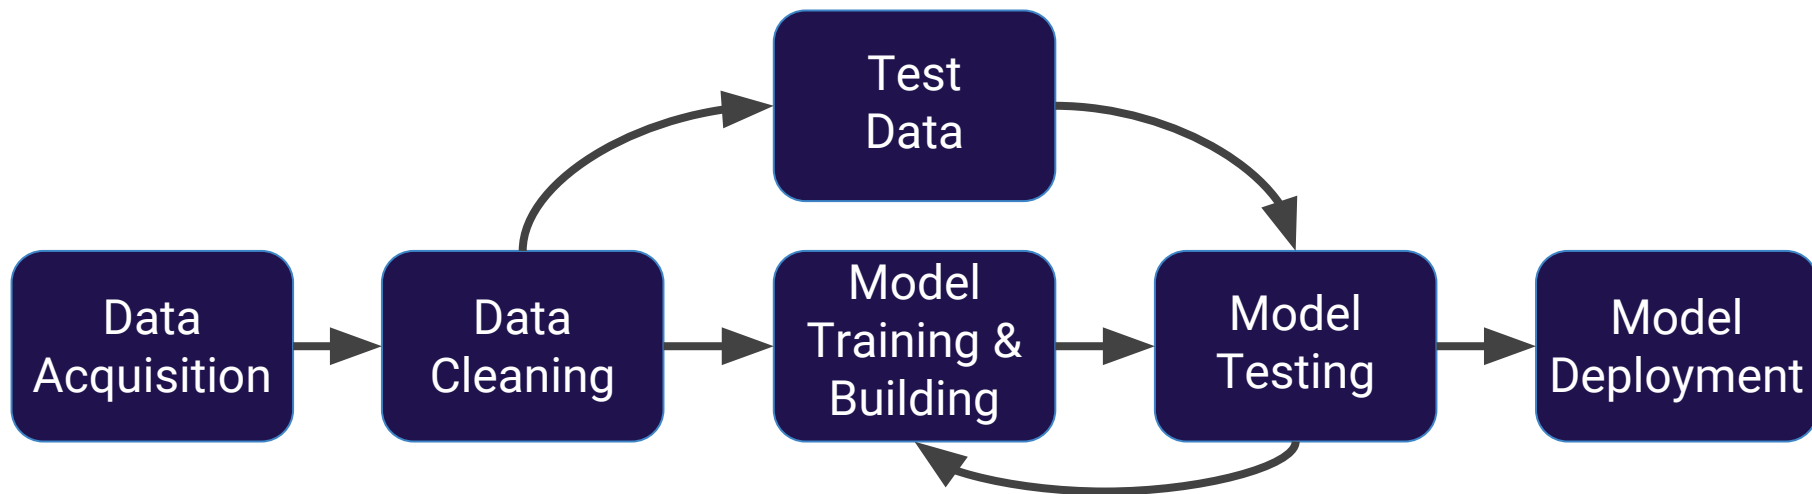 Test
Data
Data
Acquisition
Data
Cleaning
Model
Training &
Building
Model
Testing
Model
Deployment